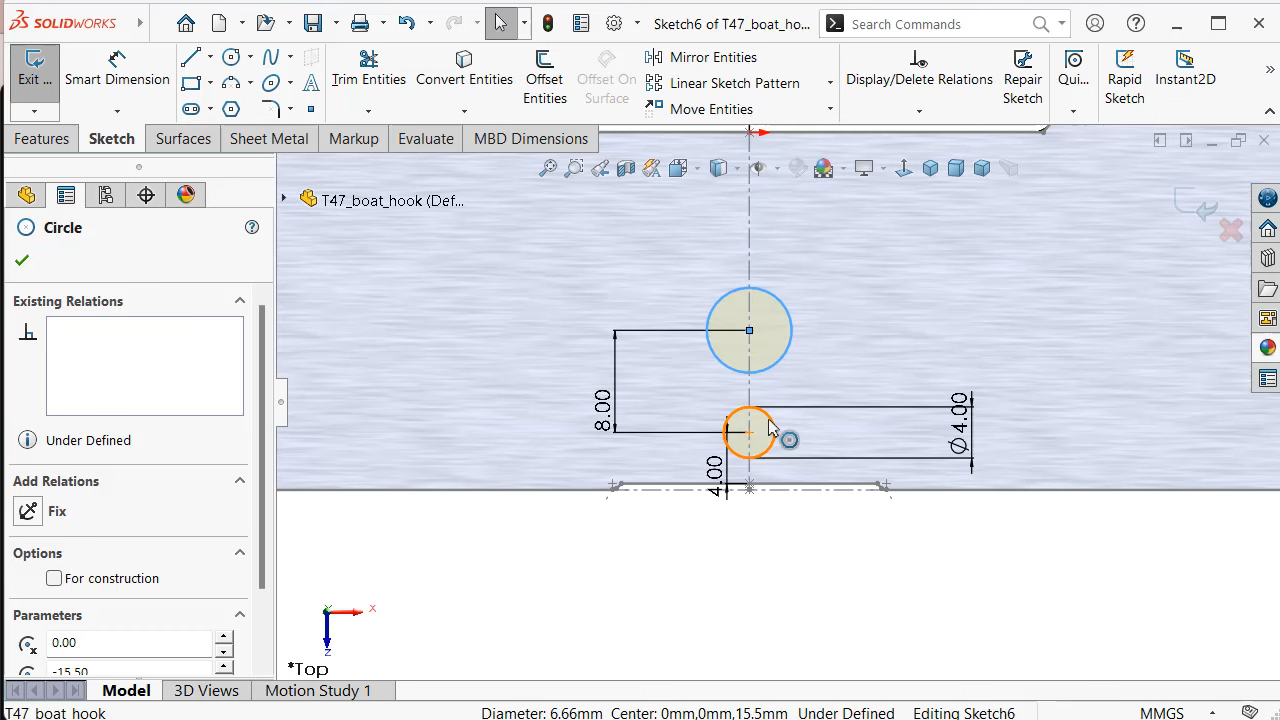 SOLIDWORKS
Sketch6 of T47_boat_ho...
Search Commands
Exit ...
Smart Dimension
Trim Entities
Convert Entities
Offset
Entities
Offset On
Surface
Mirror Entities
Linear Sketch Pattern
Move Entities
Display/Delete Relations
Repair
Sketch
Qui...
Rapid
Sketch
Instant2D
Features
Sketch
Surfaces
Sheet Metal
Markup
Evaluate
MBD Dimensions
T47_boat_hook (Def...
Circle
Existing Relations
Under Defined
Add Relations
Fix
Options
For construction
Parameters
0.00
-15.50
8.00
4.00
Ø4.00
x
Y
z
*Top
Model
3D Views
Motion Study 1
T47 boat hook
Diameter: 6.66mm
Center: 0mm,0mm,15.5mm
Under Defined
Editing Sketch6
MMGS